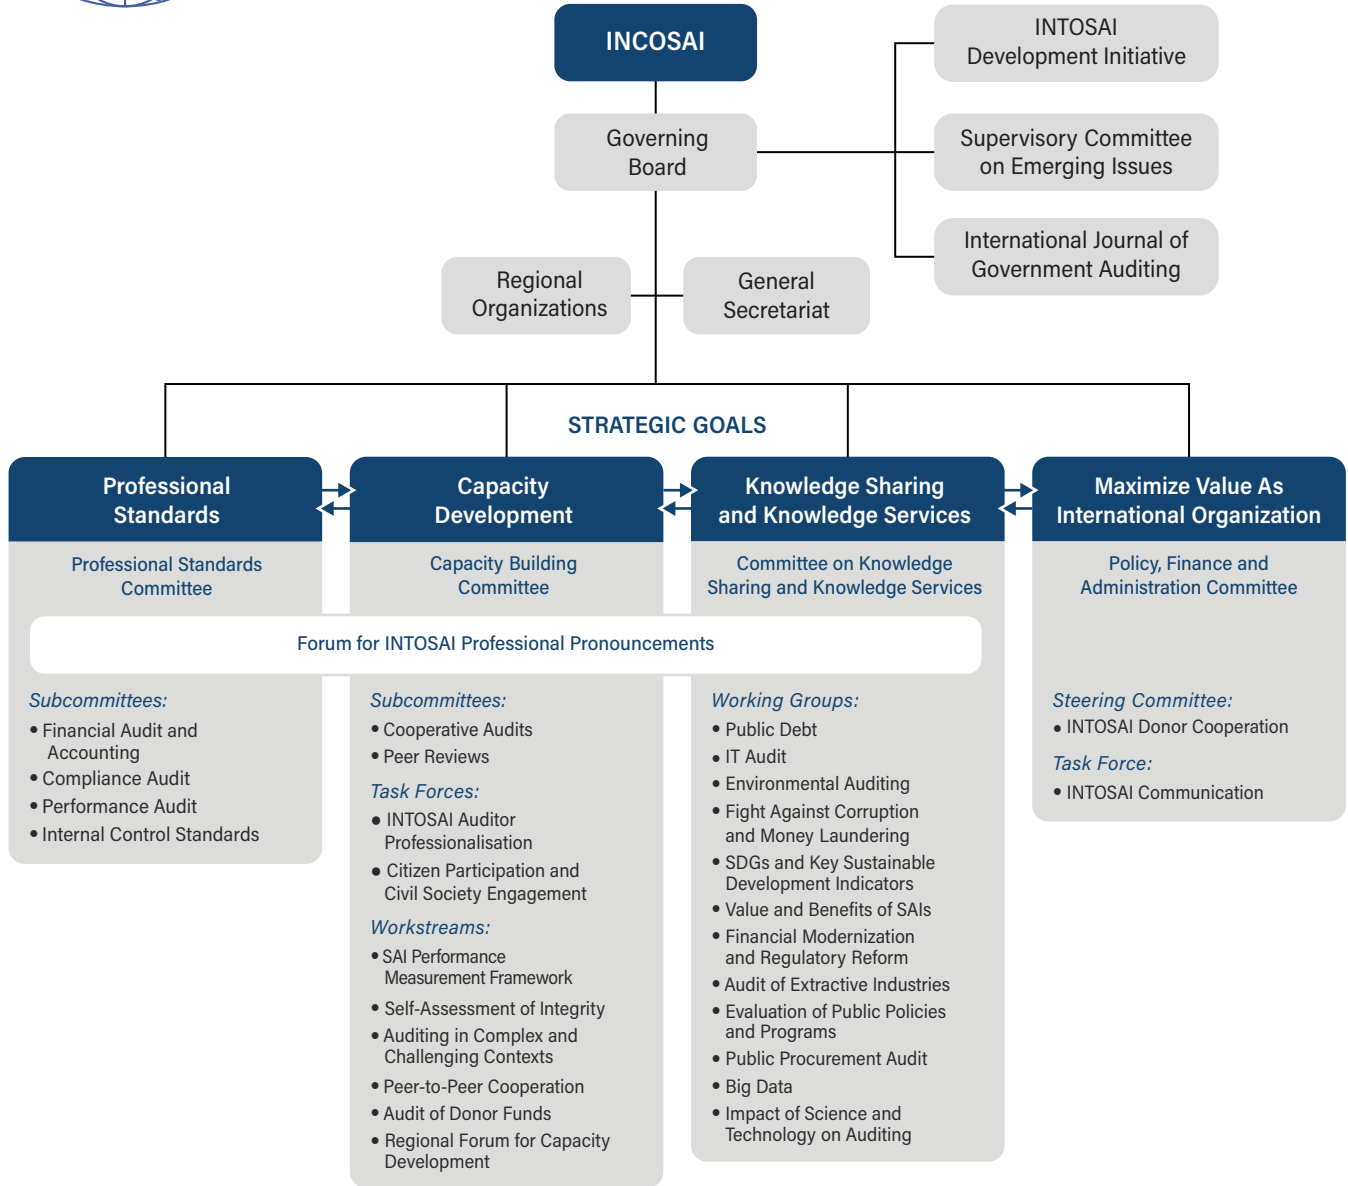 INCOSAI
INTOSAI
Development Initiative
Governing
Board
Supervisory Committee
on Emerging Issues
International Journal of
Government Auditing
Regional
Organizations
General
Secretariat
STRATEGIC GOALS
Professional
Standards
Professional Standards
Committee
Capacity
Development
Capacity Building
Committee
Knowledge Sharing
and Knowledge Services
Committee on Knowledge
Sharing and Knowledge Services
Maximize Value As
International Organization
Policy, Finance and
Administration Committee
Forum for INTOSAI Professional Pronouncements
Subcommittees:
• Financial Audit and
Accounting
• Compliance Audit
• Performance Audit
• Internal Control Standards
Subcommittees:
• Cooperative Audits
• Peer Reviews
Task Forces:
• INTOSAI Auditor
Professionalisation
• Citizen Participation and
Civil Society Engagement
Workstreams:
• SAI Performance
Measurement Framework
• Self-Assessment of Integrity
• Auditing in Complex and
Challenging Contexts
• Peer-to-Peer Cooperation
• Audit of Donor Funds
• Regional Forum for Capacity
Development
Working Groups:
• Public Debt
• IT Audit
• Environmental Auditing
• Fight Against Corruption
and Money Laundering
• SDGs and Key Sustainable
Development Indicators
• Value and Benefits of SAIs
• Financial Modernization
and Regulatory Reform
• Audit of Extractive Industries
• Evaluation of Public Policies
and Programs
• Public Procurement Audit
• Big Data
• Impact of Science and
Technology on Auditing
Steering Committee:
• INTOSAI Donor Cooperation
Task Force:
• INTOSAI Communication